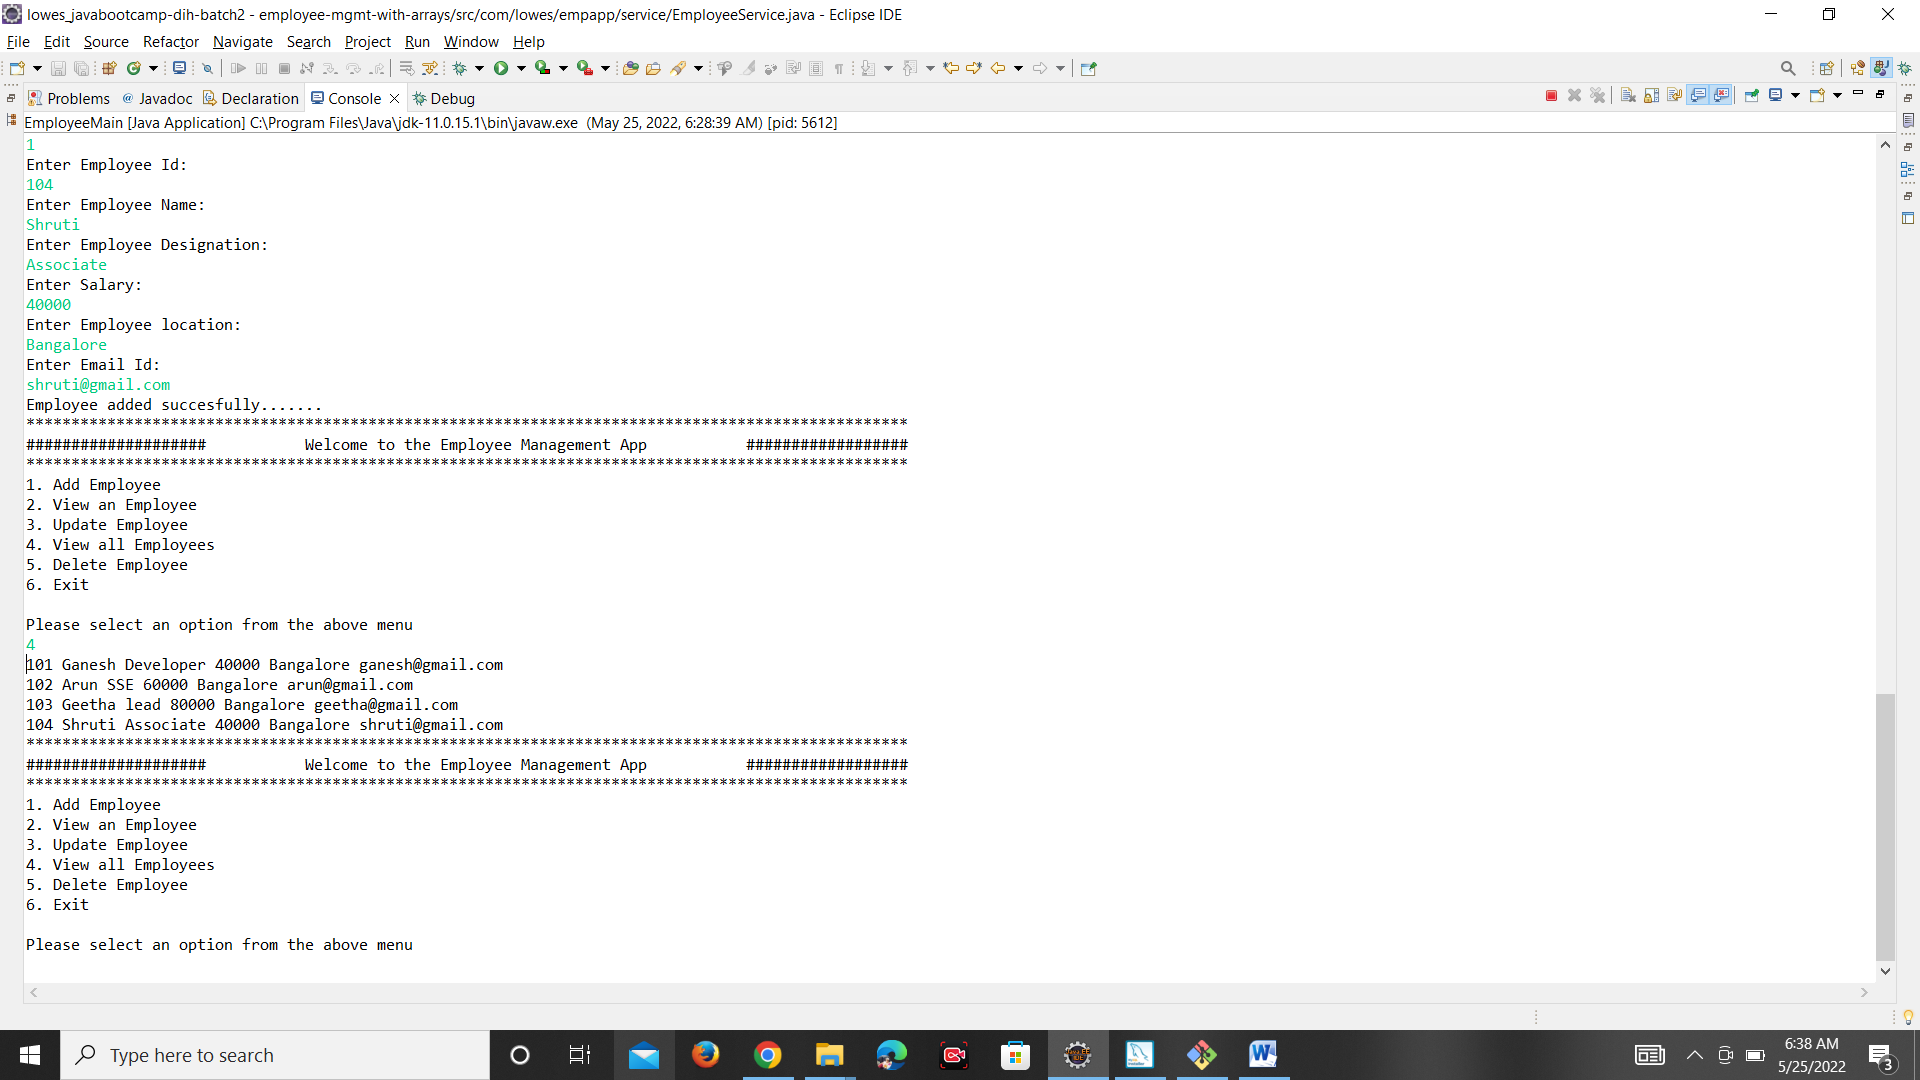 lowes_javabootcamp-dih-batch2 - employee-mgmt-with-arrays/src/com/lowes/empapp/service/EmployeeService.java - Eclipse IDE
File Edit Source Refactor Navigate Search Project Run Window Help
Problems @ Javadoc Declaration Console Debug
EmployeeMain [Java Application] C:\Program Files\Java\jdk-11.0.15.1\bin\javaw.exe (May 25, 2022, 6:28:39 AM) [pid: 5612]
1
Enter Employee Id:
104
Enter Employee Name:
Shruti
Enter Employee Designation:
Associate
Enter Salary:
40000
Enter Employee location:
Bangalore
Enter Email Id:
shruti@gmail.com
Employee added succesfully.......
**************************************************************************************************
####################           Welcome to the Employee Management App           ##################
**************************************************************************************************
1. Add Employee
2. View an Employee
3. Update Employee
4. View all Employees
5. Delete Employee
6. Exit
Please select an option from the above menu
4
101 Ganesh Developer 40000 Bangalore ganesh@gmail.com
102 Arun SSE 60000 Bangalore arun@gmail.com
103 Geetha lead 80000 Bangalore geetha@gmail.com
104 Shruti Associate 40000 Bangalore shruti@gmail.com
**************************************************************************************************
####################           Welcome to the Employee Management App           ##################
**************************************************************************************************
1. Add Employee
2. View an Employee
3. Update Employee
4. View all Employees
5. Delete Employee
6. Exit
Please select an option from the above menu
Type here to search
6:38 AM
5/25/2022
3